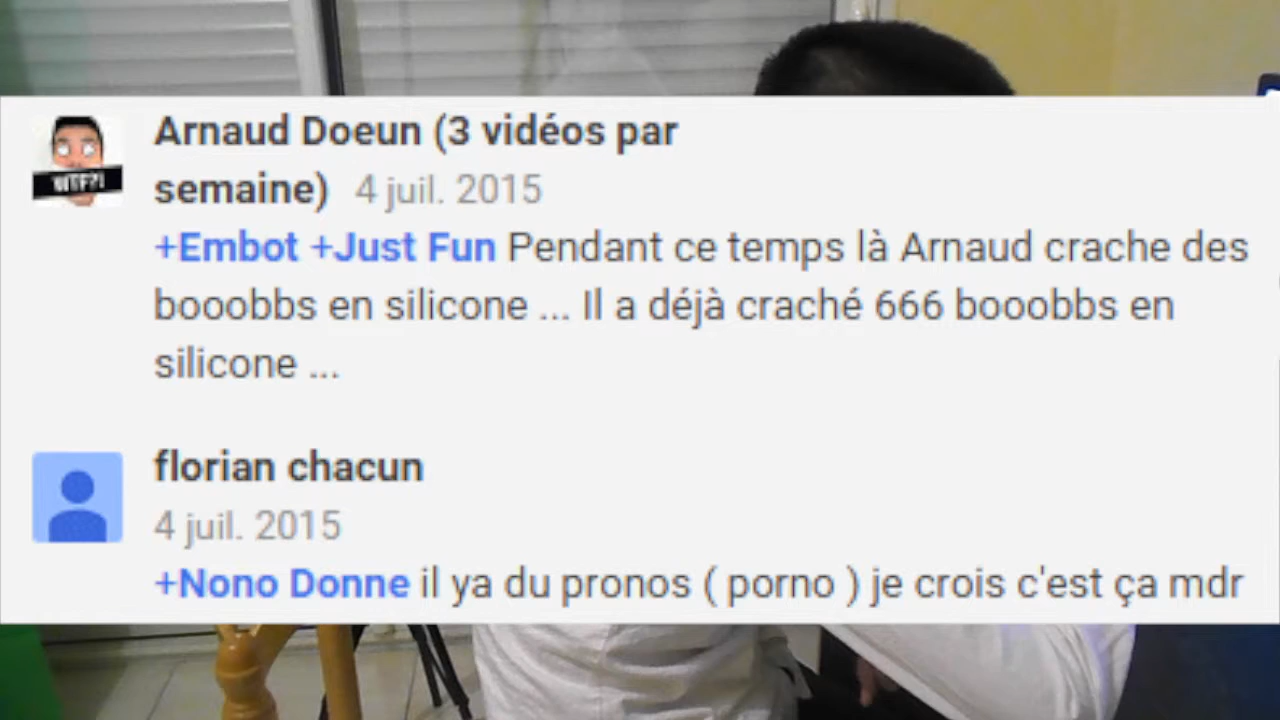 Arnaud Doeun (3 vidéos par
semaine) 4 juil. 2015
+Embot +Just Fun Pendant ce temps là Arnaud crache des
booobbs en silicone ... Il a déjà craché 666 booobbs en
silicone ...
WTF?!
florian chacun
4 juil. 2015
+Nono Donne il ya du pronos ( porno ) je crois c'est ça mdr